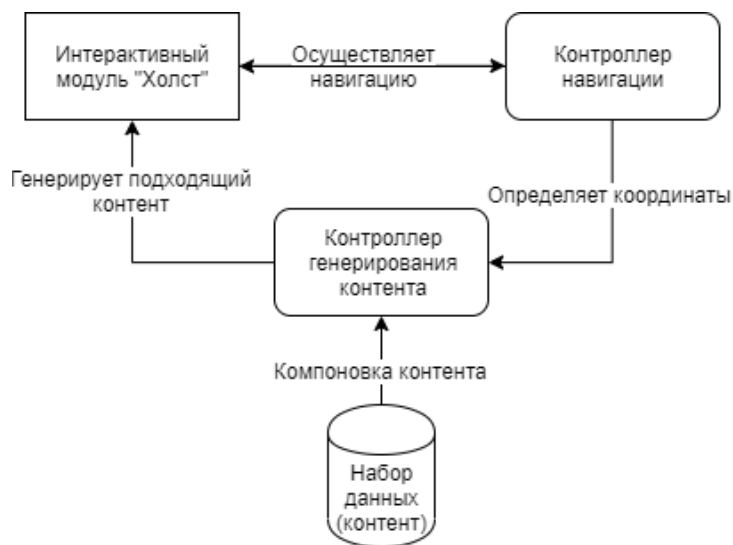 Интерактивный
модуль "Холст"
Осуществляет
навигацию
Контроллер
навигации
Генерирует подходящий
контент
Определяет координаты
Контроллер
генерирования
контента
Компоновка контента
Набор
данных
(контент)